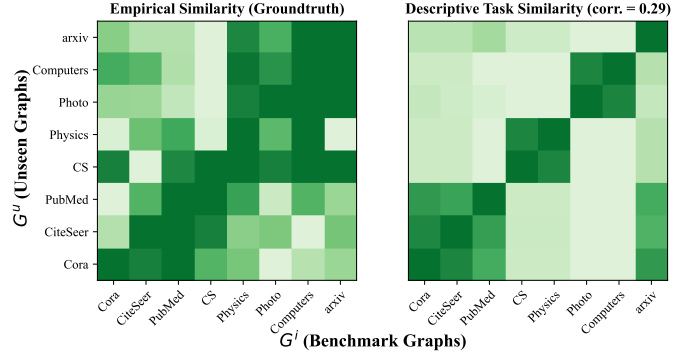 Empirical Similarity (Groundtruth)
Descriptive Task Similarity (corr. = 0.29)
G^u (Unseen Graphs)
arxiv
Computers
Photo
Physics
CS
PubMed
CiteSeer
Cora
Cora
CiteSeer
PubMed
CS
Physics
Photo
Computers
arxiv
Cora
CiteSeer
PubMed
CS
Physics
Photo
Computers
arxiv
G^i (Benchmark Graphs)